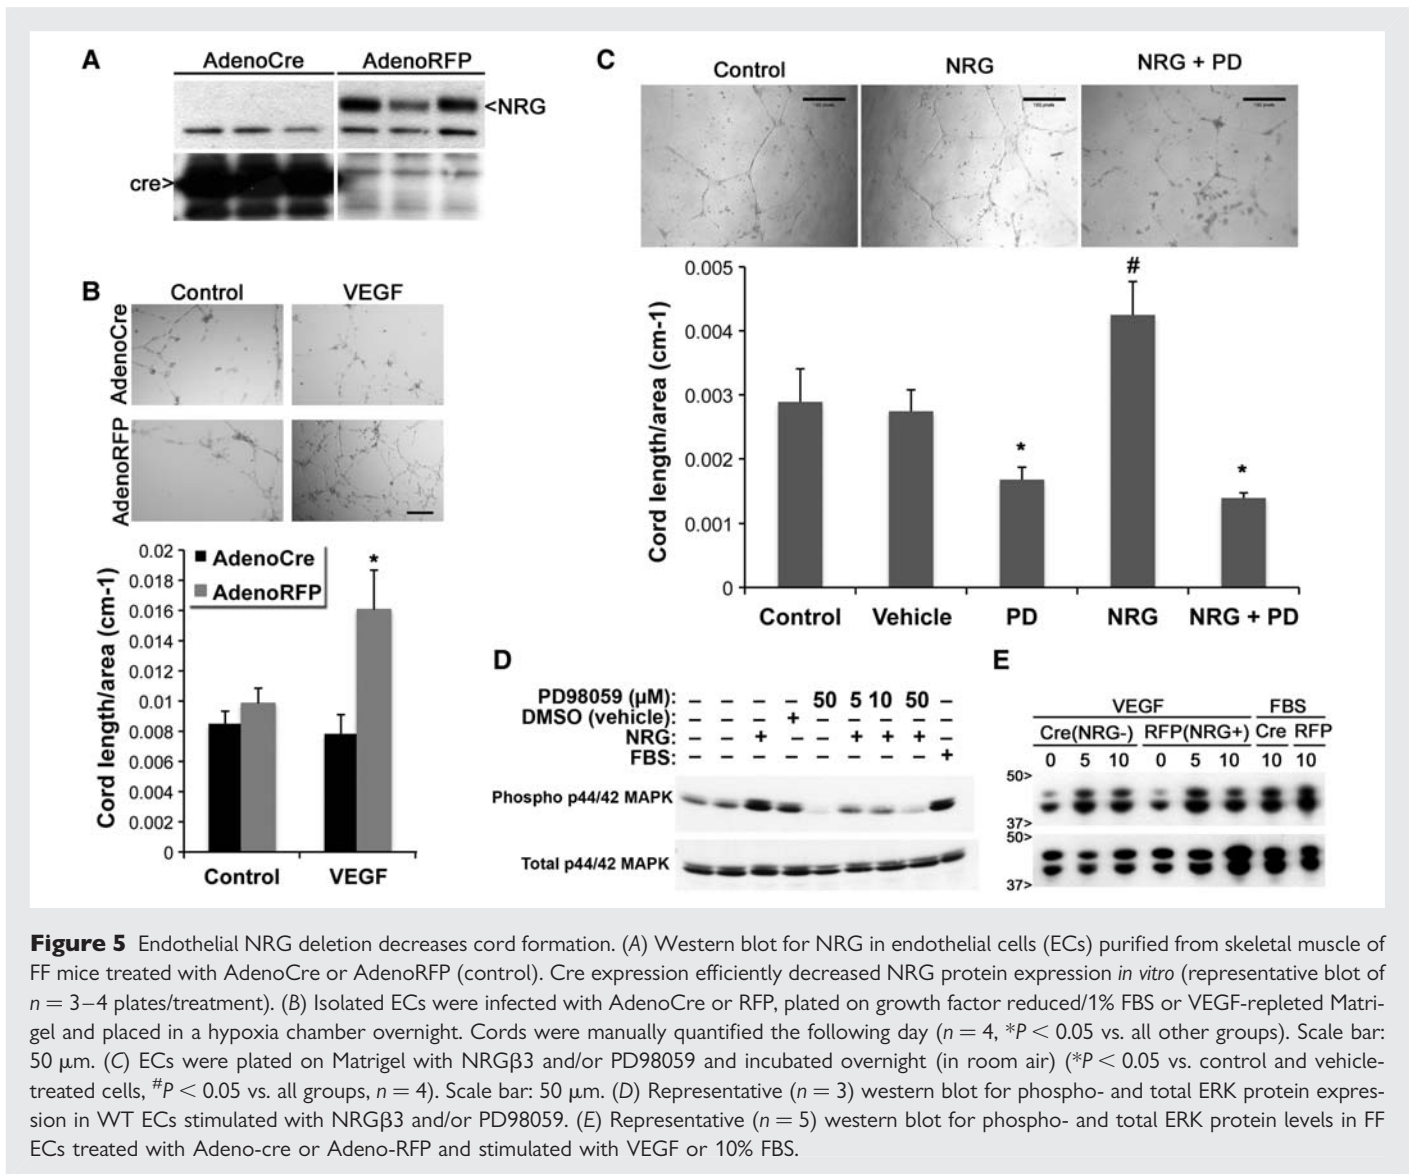 A
AdenoCre AdenoRFP
<NRG
cre>
B
Control VEGF
AdenoCre
AdenoRFP
AdenoCre
AdenoRFP
Cord length/area (cm-1)
0.02
0.018
0.016
0.014
0.012
0.01
0.008
0.006
0.004
0.002
0
*
Control VEGF
C
Control NRG NRG + PD
Cord length/area (cm-1)
0.005
0.004
0.003
0.002
0.001
0
*
#
*
Control Vehicle PD NRG NRG + PD
D
PD98059 (µM): – – – – 50 5 10 50 –
DMSO (vehicle): – – – + – – – – –
NRG: – – + – – + + + –
FBS: – – – – – – – – +
Phospho p44/42 MAPK
Total p44/42 MAPK
E
VEGF FBS
Cre(NRG-) RFP(NRG+) Cre RFP
0 5 10 0 5 10 10 10
50>
37>
50>
37>
Figure 5 Endothelial NRG deletion decreases cord formation. (A) Western blot for NRG in endothelial cells (ECs) purified from skeletal muscle of
FF mice treated with AdenoCre or AdenoRFP (control). Cre expression efficiently decreased NRG protein expression in vitro (representative blot of
n = 3–4 plates/treatment). (B) Isolated ECs were infected with AdenoCre or RFP, plated on growth factor reduced/1% FBS or VEGF-repleted Matri-
gel and placed in a hypoxia chamber overnight. Cords were manually quantified the following day (n = 4, *P < 0.05 vs. all other groups). Scale bar:
50 µm. (C) ECs were plated on Matrigel with NRGβ3 and/or PD98059 and incubated overnight (in room air) (*P < 0.05 vs. control and vehicle-
treated cells, #P < 0.05 vs. all groups, n = 4). Scale bar: 50 µm. (D) Representative (n = 3) western blot for phospho- and total ERK protein expres-
sion in WT ECs stimulated with NRGβ3 and/or PD98059. (E) Representative (n = 5) western blot for phospho- and total ERK protein levels in FF
ECs treated with Adeno-cre or Adeno-RFP and stimulated with VEGF or 10% FBS.